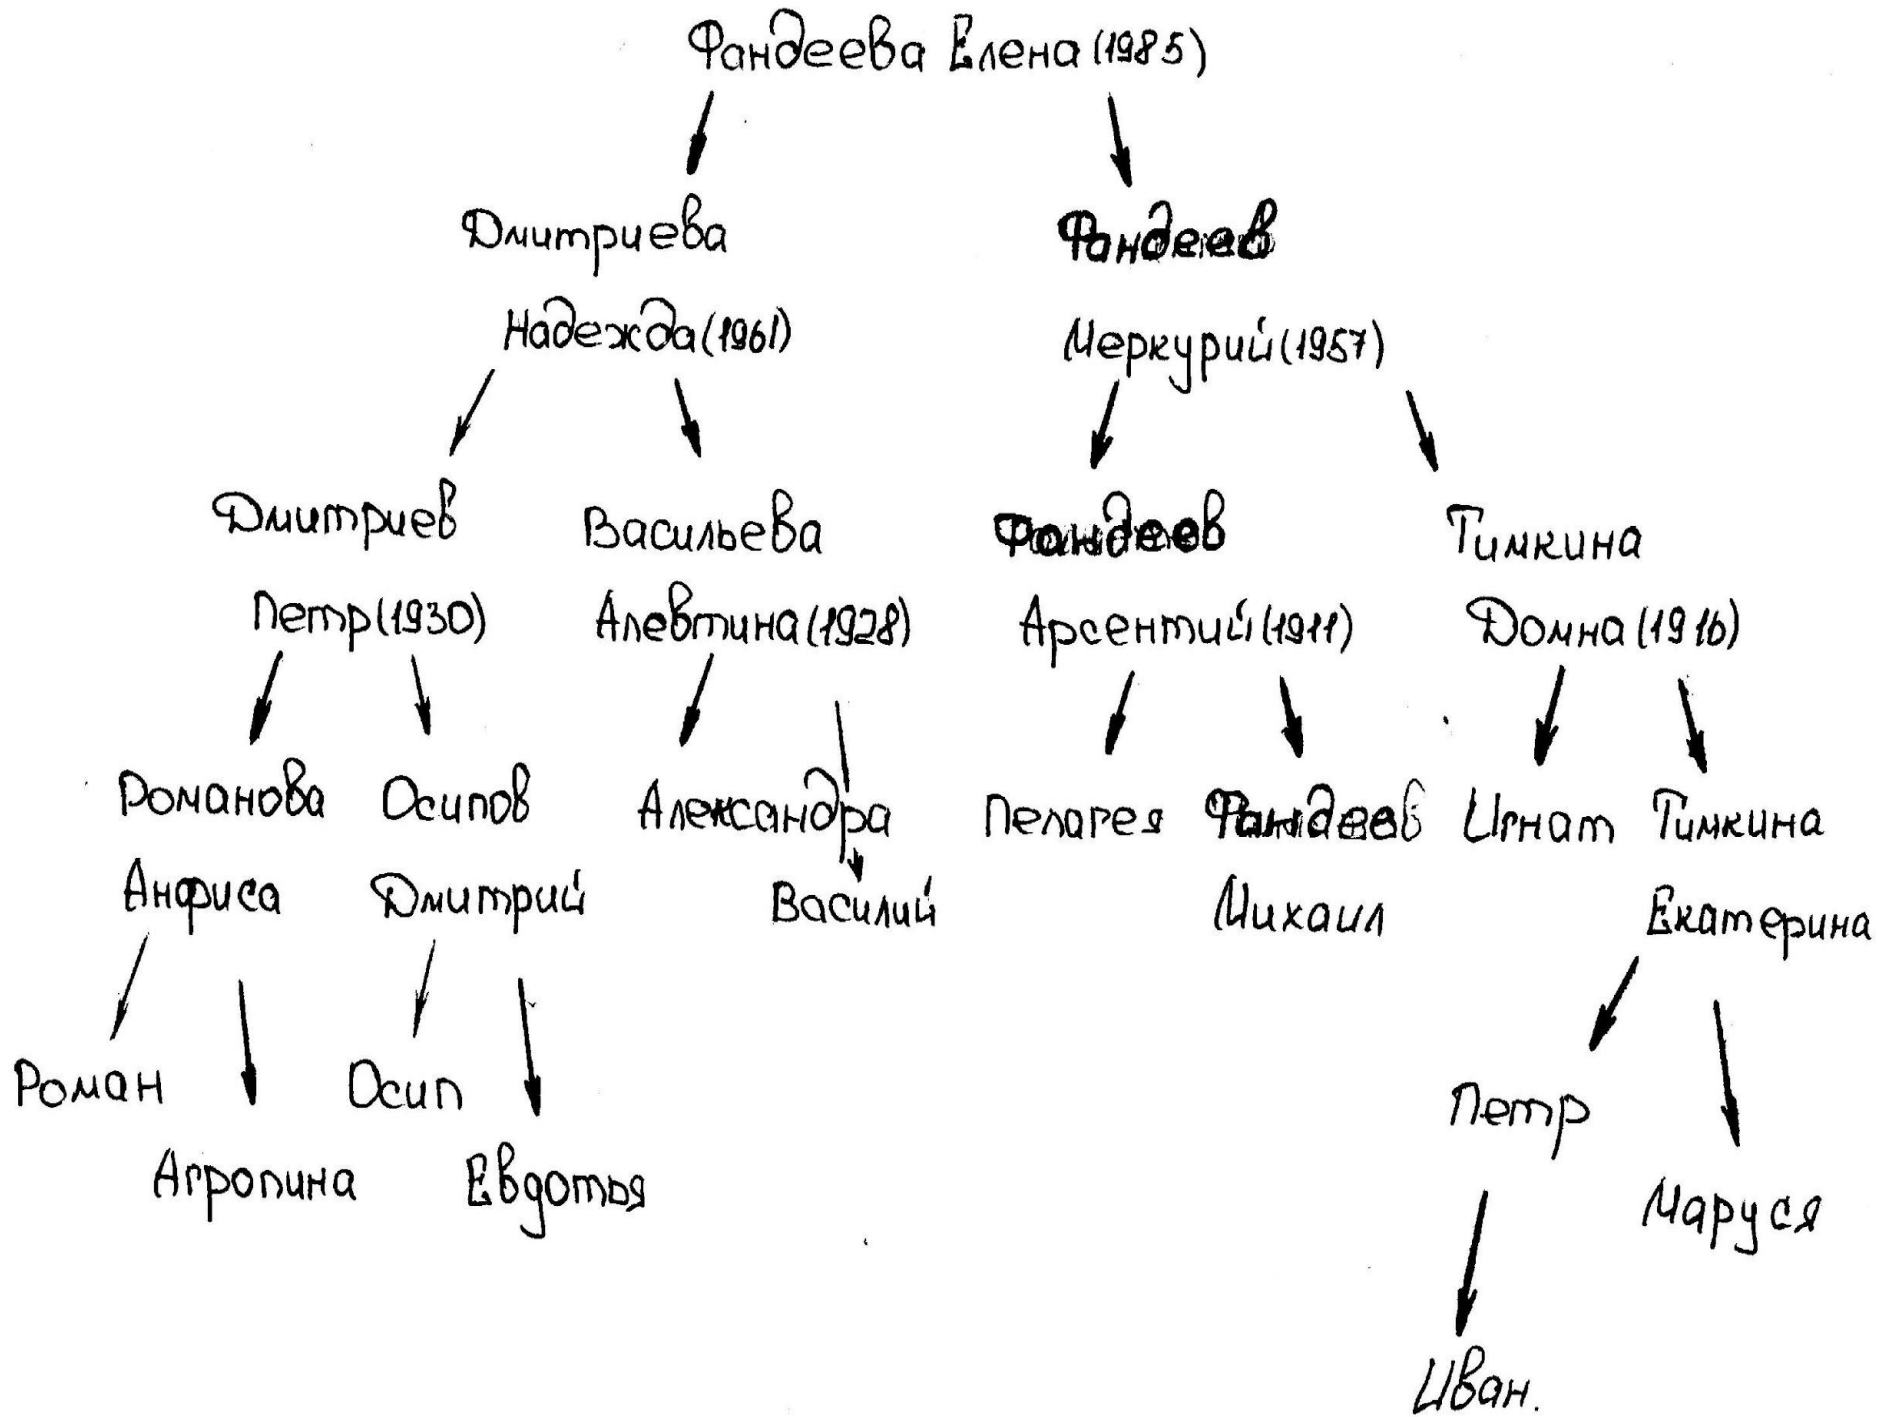 Фандеева Елена (1985)
Дмитриева
Надежда (1961)
Фандеев
Меркурий (1957)
Дмитриев
Петр (1930)
Васильева
Алевтина (1928)
Фандеев
Арсентий (1911)
Тимкина
Домна (1916)
Романова
Анфиса
Осипов
Дмитрий
Александра
Василий
Пелагея
Фандеев
Михаил
Игнат
Тимкина
Екатерина
Роман
Агропина
Осип
Евдотья
Петр
Маруся
Иван.